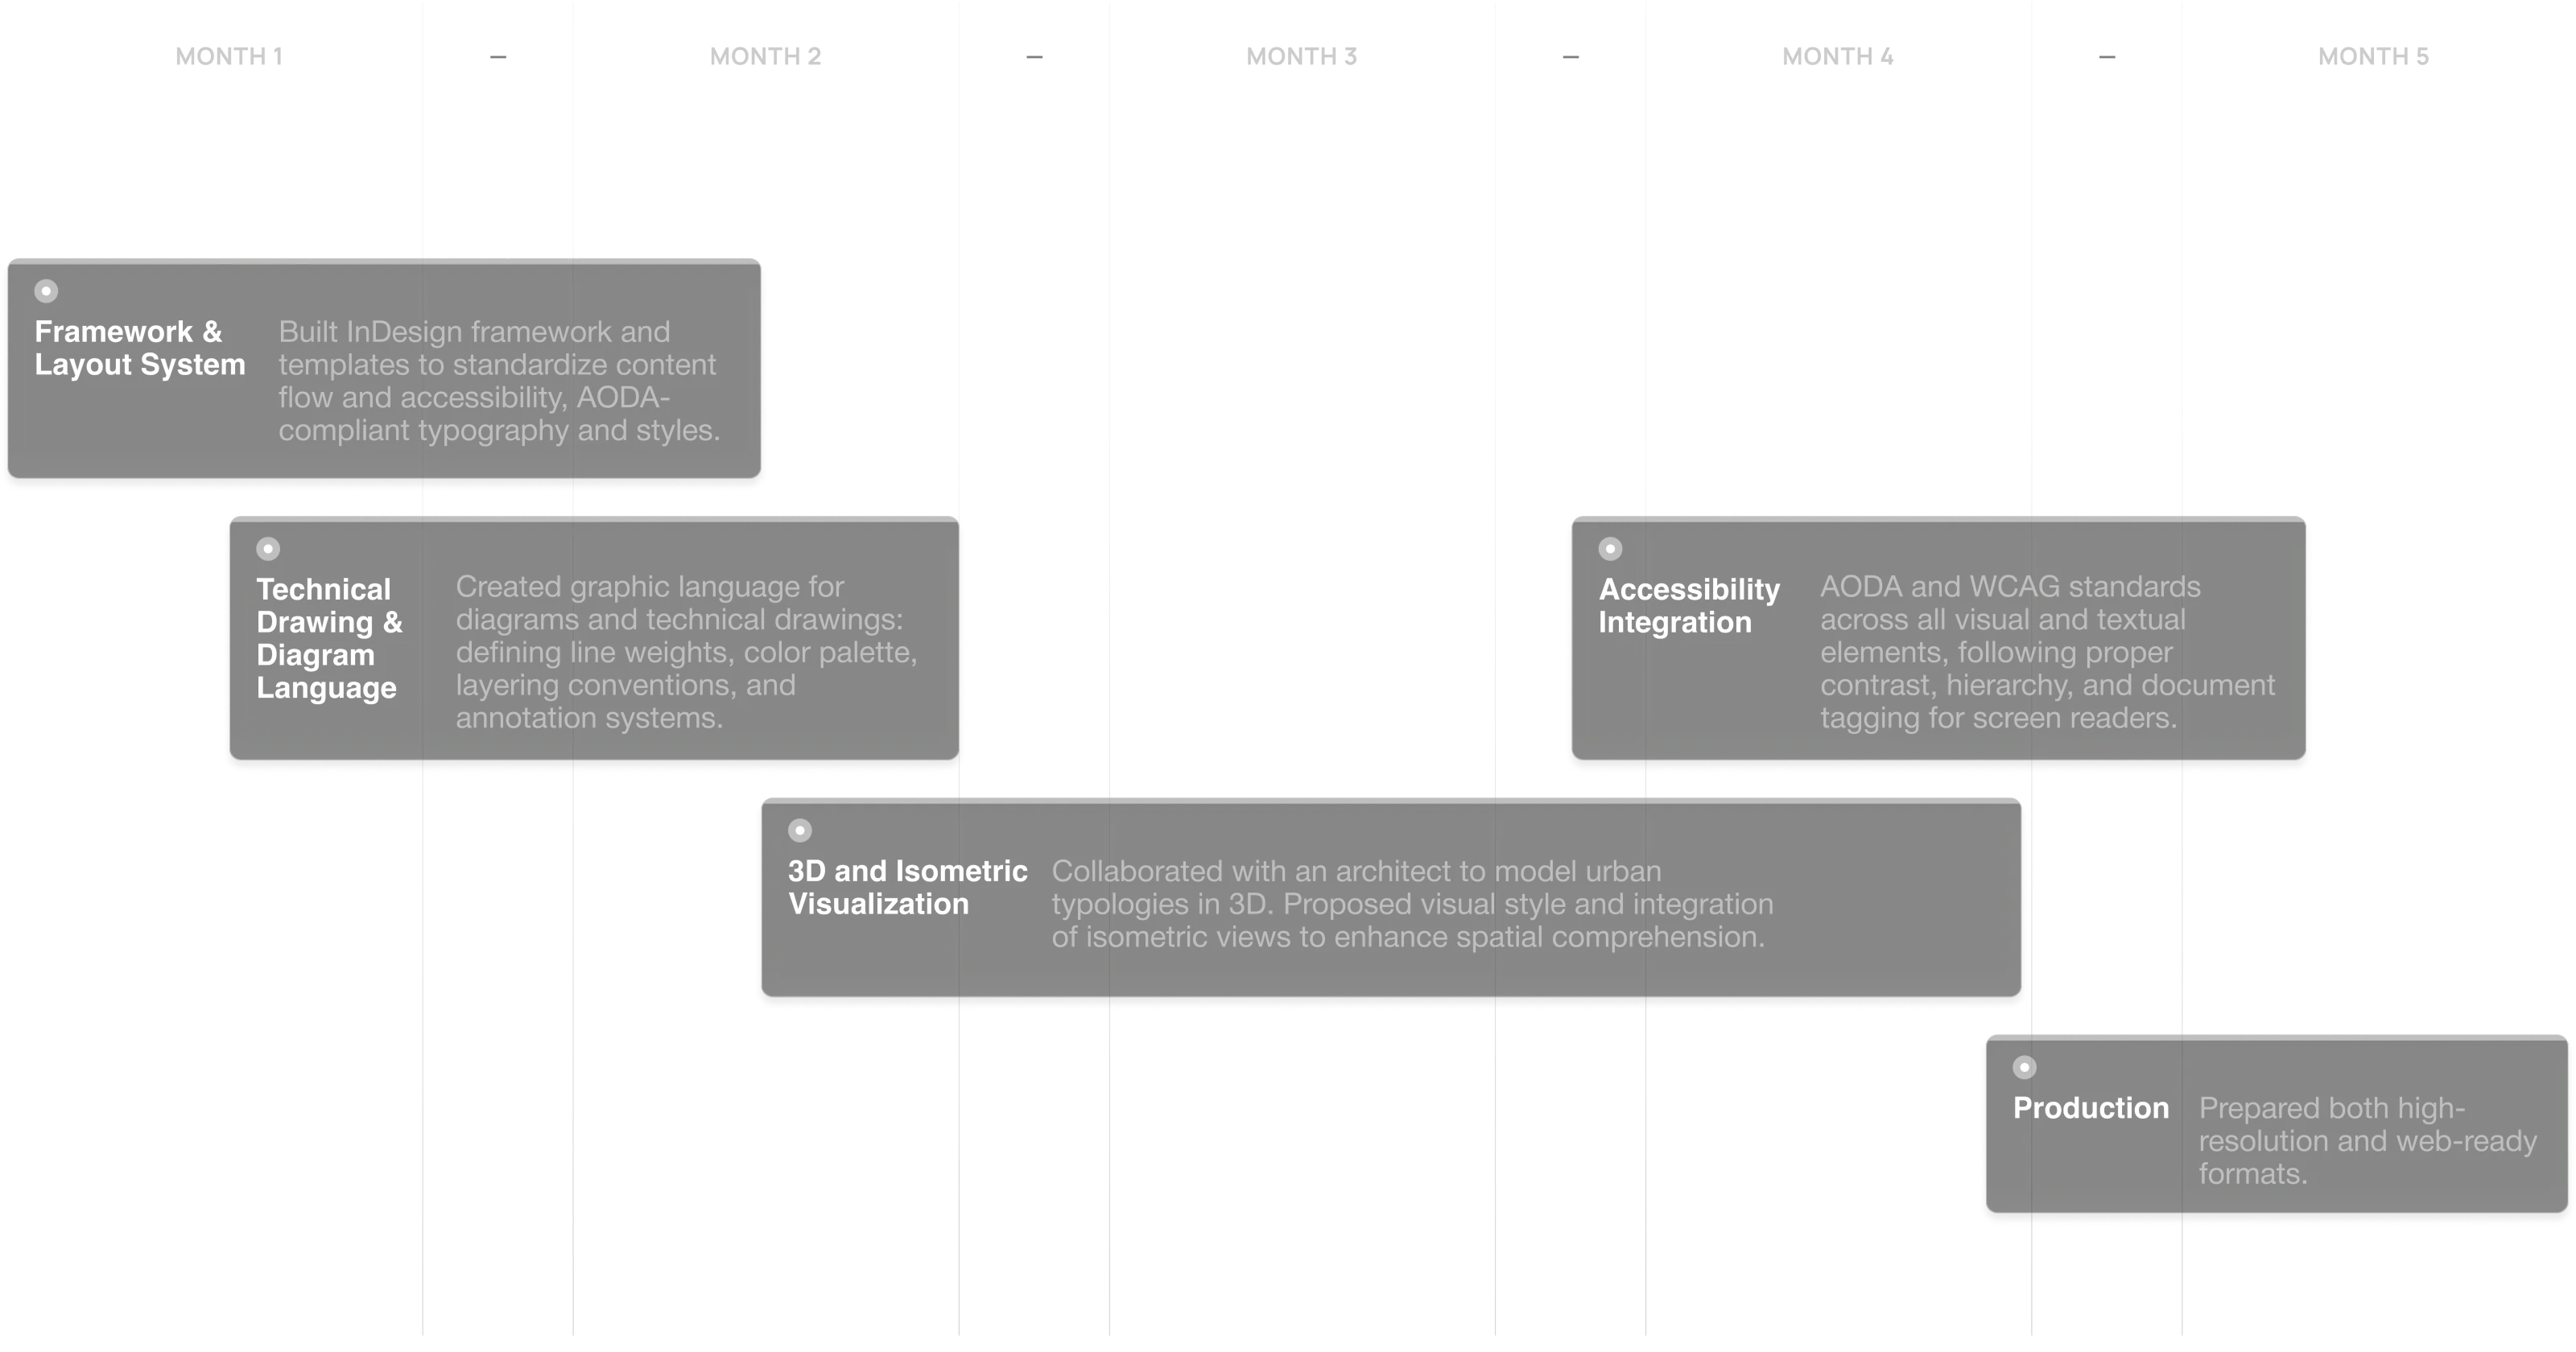 MONTH 1 – MONTH 2 – MONTH 3 – MONTH 4 – MONTH 5
Framework &
Layout System
Built InDesign framework and
templates to standardize content
flow and accessibility, AODA-
compliant typography and styles.
Technical
Drawing &
Diagram
Language
Created graphic language for
diagrams and technical drawings:
defining line weights, color palette,
layering conventions, and
annotation systems.
Accessibility
Integration
AODA and WCAG standards
across all visual and textual
elements, following proper
contrast, hierarchy, and document
tagging for screen readers.
3D and Isometric
Visualization
Collaborated with an architect to model urban
typologies in 3D. Proposed visual style and integration
of isometric views to enhance spatial comprehension.
Production
Prepared both high-
resolution and web-ready
formats.